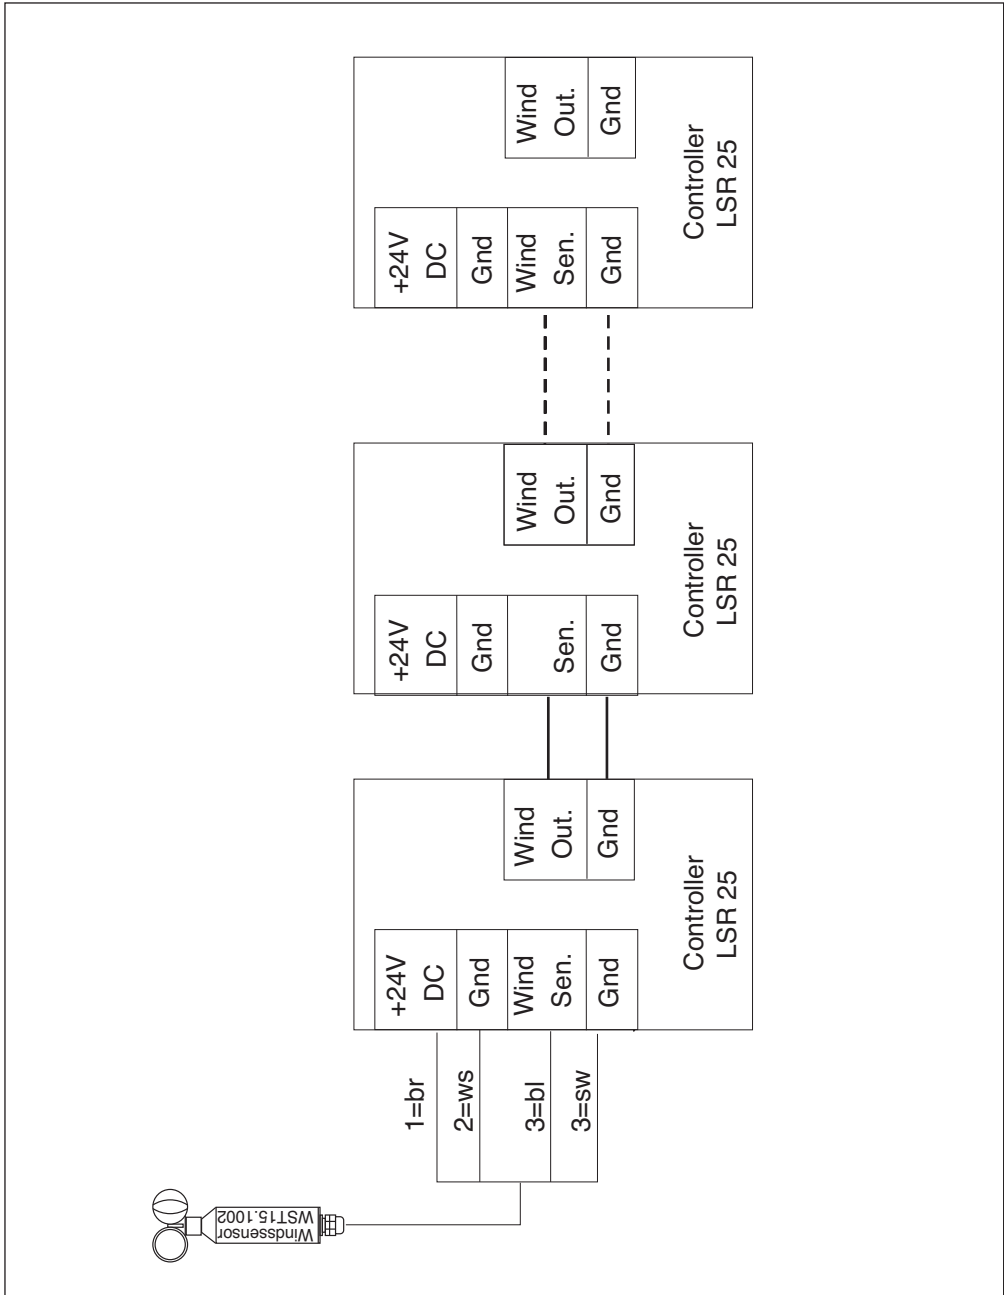 Windssensor
WST15.1002
1=br
2=ws
3=bl
3=sw
+24V
DC
Gnd
Wind
Sen.
Gnd
Wind
Out.
Gnd
Controller
LSR 25
+24V
DC
Gnd
Sen.
Gnd
Wind
Out.
Gnd
Controller
LSR 25
+24V
DC
Gnd
Wind
Sen.
Gnd
Wind
Out.
Gnd
Controller
LSR 25